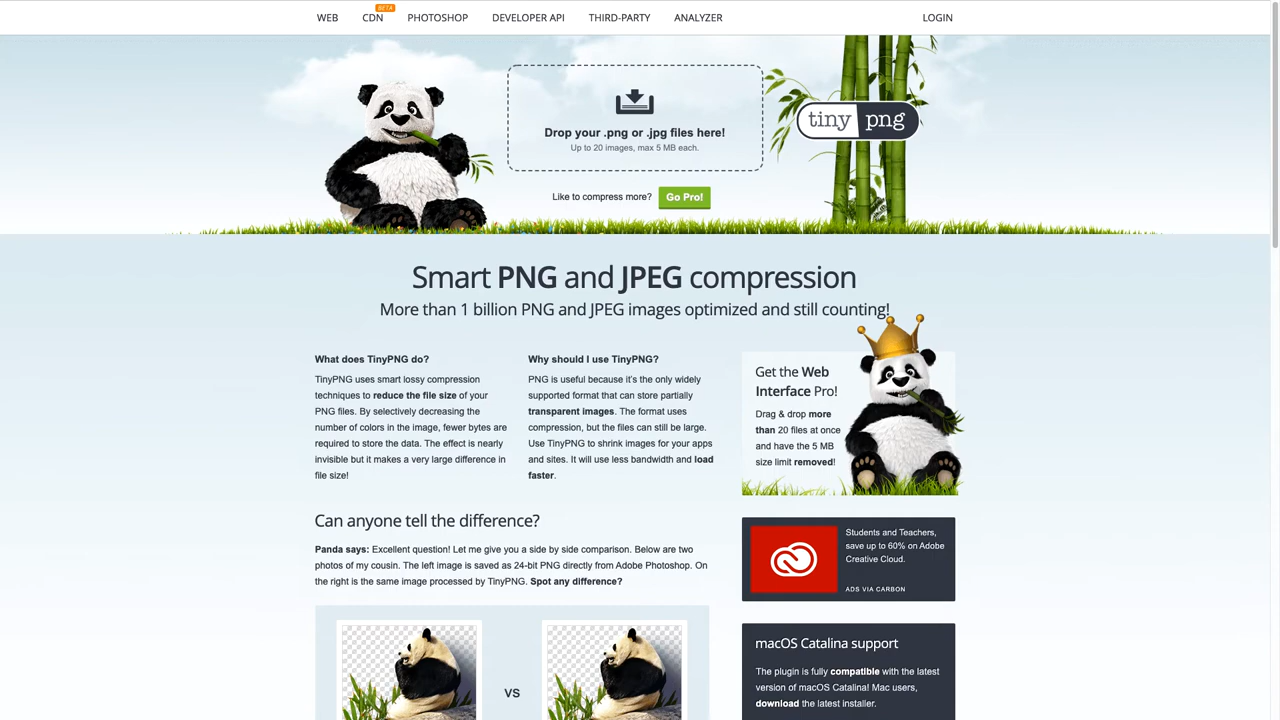 WEB
CDN
BETA
PHOTOSHOP
DEVELOPER API
THIRD-PARTY
ANALYZER
LOGIN
Drop your .png or .jpg files here!
Up to 20 images, max 5 MB each.
Like to compress more?
Go Pro!
tiny png
Smart PNG and JPEG compression
More than 1 billion PNG and JPEG images optimized and still counting!
What does TinyPNG do?
TinyPNG uses smart lossy compression
techniques to reduce the file size of your
PNG files. By selectively decreasing the
number of colors in the image, fewer bytes are
required to store the data. The effect is nearly
invisible but it makes a very large difference in
file size!
Why should I use TinyPNG?
PNG is useful because it's the only widely
supported format that can store partially
transparent images. The format uses
compression, but the files can still be large.
Use TinyPNG to shrink images for your apps
and sites. It will use less bandwidth and load
faster.
Get the Web
Interface Pro!
Drag & drop more
than 20 files at once
and have the 5 MB
size limit removed!
Can anyone tell the difference?
Panda says: Excellent question! Let me give you a side by side comparison. Below are two
photos of my cousin. The left image is saved as 24-bit PNG directly from Adobe Photoshop. On
the right is the same image processed by TinyPNG. Spot any difference?
VS
Students and Teachers,
save up to 60% on Adobe
Creative Cloud.
ADS VIA CARBON
macOS Catalina support
The plugin is fully compatible with the latest
version of macOS Catalina! Mac users,
download the latest installer.